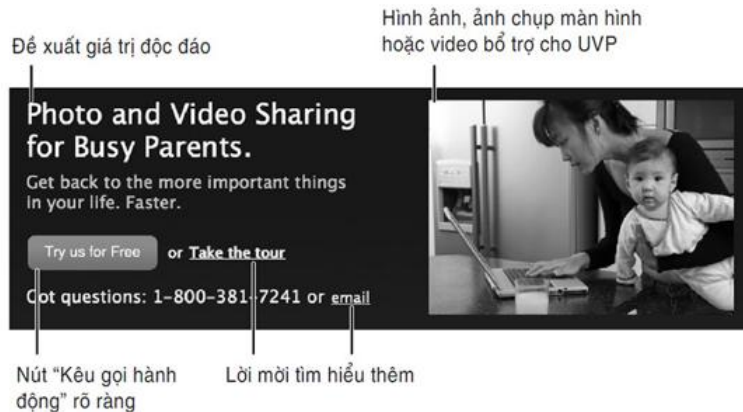 Đề xuất giá trị độc đáo
Hình ảnh, ảnh chụp màn hình
hoặc video bổ trợ cho UVP
Photo and Video Sharing
for Busy Parents.
Get back to the more important things
in your life. Faster.
Try us for Free or Take the tour
Got questions: 1-800-381-7241 or email
Nút “Kêu gọi hành
động” rõ ràng
Lời mời tìm hiểu thêm